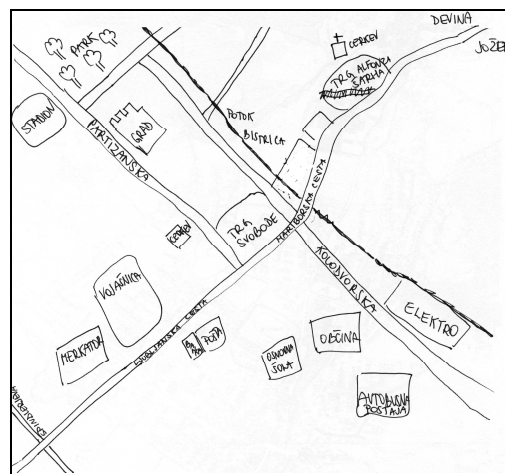 DEVINA
JOŽEF
PARK
CERKEV
TRG ALFONZA
ŠARHA
STADION
GRAD
POTOK
BISTRICA
PARTIZANSKA
MARIBORSKA CESTA
TRG
SVOBODE
KOLODVORSKA
VOJAŠNICA
LJUBLJANSKA CESTA
ELEKTRO
MERKATOR
POŠTA
OSNOVNA
ŠOLA
OBČINA
AVTOBUSNA
POSTAJA